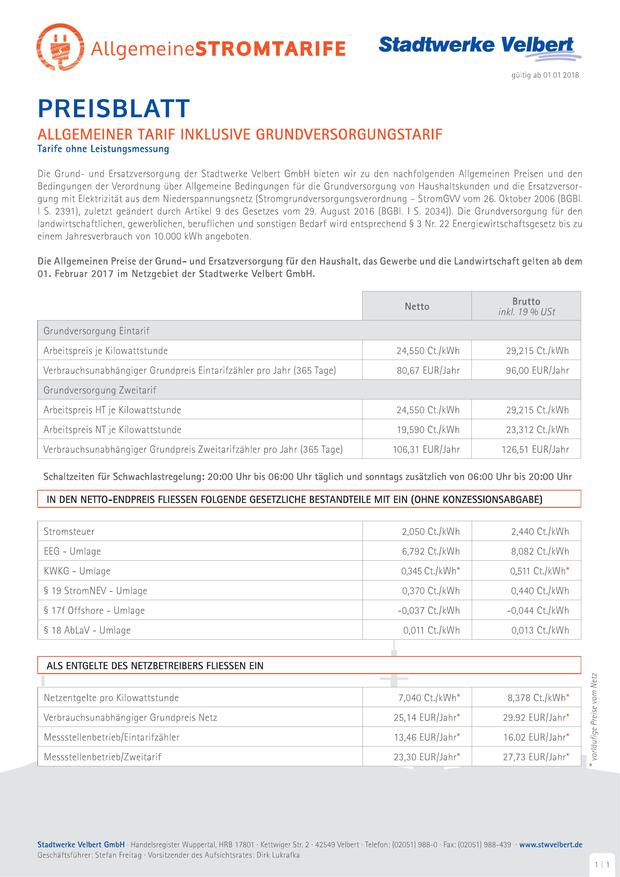 AllgemeineSTROMTARIFE
Stadtwerke Velbert
gültig ab 01.01.2018
PREISBLATT
ALLGEMEINER TARIF INKLUSIVE GRUNDVERSORGUNGSTARIF
Tarife ohne Leistungsmessung
Die Grund- und Ersatzversorgung der Stadtwerke Velbert GmbH bieten wir zu den nachfolgenden Allgemeinen Preisen und den
Bedingungen der Verordnung über Allgemeine Bedingungen für die Grundversorgung von Haushaltskunden und die Ersatzversor-
gung mit Elektrizität aus dem Niederspannungsnetz (Stromgrundversorgungsverordnung – StromGVV vom 26. Oktober 2006 (BGBl.
I S. 2391), zuletzt geändert durch Artikel 9 des Gesetzes vom 29. August 2016 (BGBl. I S. 2034)). Die Grundversorgung für den
landwirtschaftlichen, gewerblichen, beruflichen und sonstigen Bedarf wird entsprechend § 3 Nr. 22 Energiewirtschaftsgesetz bis zu
einem Jahresverbrauch von 10.000 kWh angeboten.
Die Allgemeinen Preise der Grund- und Ersatzversorgung für den Haushalt, das Gewerbe und die Landwirtschaft gelten ab dem
01. Februar 2017 im Netzgebiet der Stadtwerke Velbert GmbH.
Netto Brutto
inkl. 19 % USt
Grundversorgung Eintarif
Arbeitspreis je Kilowattstunde 24,550 Ct./kWh 29,215 Ct./kWh
Verbrauchsunabhängiger Grundpreis Eintarifzähler pro Jahr (365 Tage) 80,67 EUR/Jahr 96,00 EUR/Jahr
Grundversorgung Zweitarif
Arbeitspreis HT je Kilowattstunde 24,550 Ct./kWh 29,215 Ct./kWh
Arbeitspreis NT je Kilowattstunde 19,590 Ct./kWh 23,312 Ct./kWh
Verbrauchsunabhängiger Grundpreis Zweitarifzähler pro Jahr (365 Tage) 106,31 EUR/Jahr 126,51 EUR/Jahr
Schaltzeiten für Schwachlastregelung: 20:00 Uhr bis 06:00 Uhr täglich und sonntags zusätzlich von 06:00 Uhr bis 20:00 Uhr
IN DEN NETTO-ENDPREIS FLIESSEN FOLGENDE GESETZLICHE BESTANDTEILE MIT EIN (OHNE KONZESSIONSABGABE)
Stromsteuer 2,050 Ct./kWh 2,440 Ct./kWh
EEG - Umlage 6,792 Ct./kWh 8,082 Ct./kWh
KWKG - Umlage 0,345 Ct./kWh* 0,511 Ct./kWh*
§ 19 StromNEV - Umlage 0,370 Ct./kWh 0,440 Ct./kWh
§ 17f Offshore - Umlage -0,037 Ct./kWh -0,044 Ct./kWh
§ 18 AbLaV - Umlage 0,011 Ct./kWh 0,013 Ct./kWh
ALS ENTGELTE DES NETZBETREIBERS FLIESSEN EIN
Netzentgelte pro Kilowattstunde 7,040 Ct./kWh* 8,378 Ct./kWh*
Verbrauchsunabhängiger Grundpreis Netz 25,14 EUR/Jahr* 29.92 EUR/Jahr*
Messstellenbetrieb/Eintarifzähler 13,46 EUR/Jahr* 16.02 EUR/Jahr*
Messstellenbetrieb/Zweitarif 23,30 EUR/Jahr* 27,73 EUR/Jahr*
* vorläufige Preise vom Netz
Stadtwerke Velbert GmbH · Handelsregister Wuppertal, HRB 17801 · Kettwiger Str. 2 · 42549 Velbert · Telefon: (02051) 988-0 · Fax: (02051) 988-439 · www.stwvelbert.de
Geschäftsführer: Stefan Freitag · Vorsitzender des Aufsichtsrates: Dirk Lukrafka
1 | 1